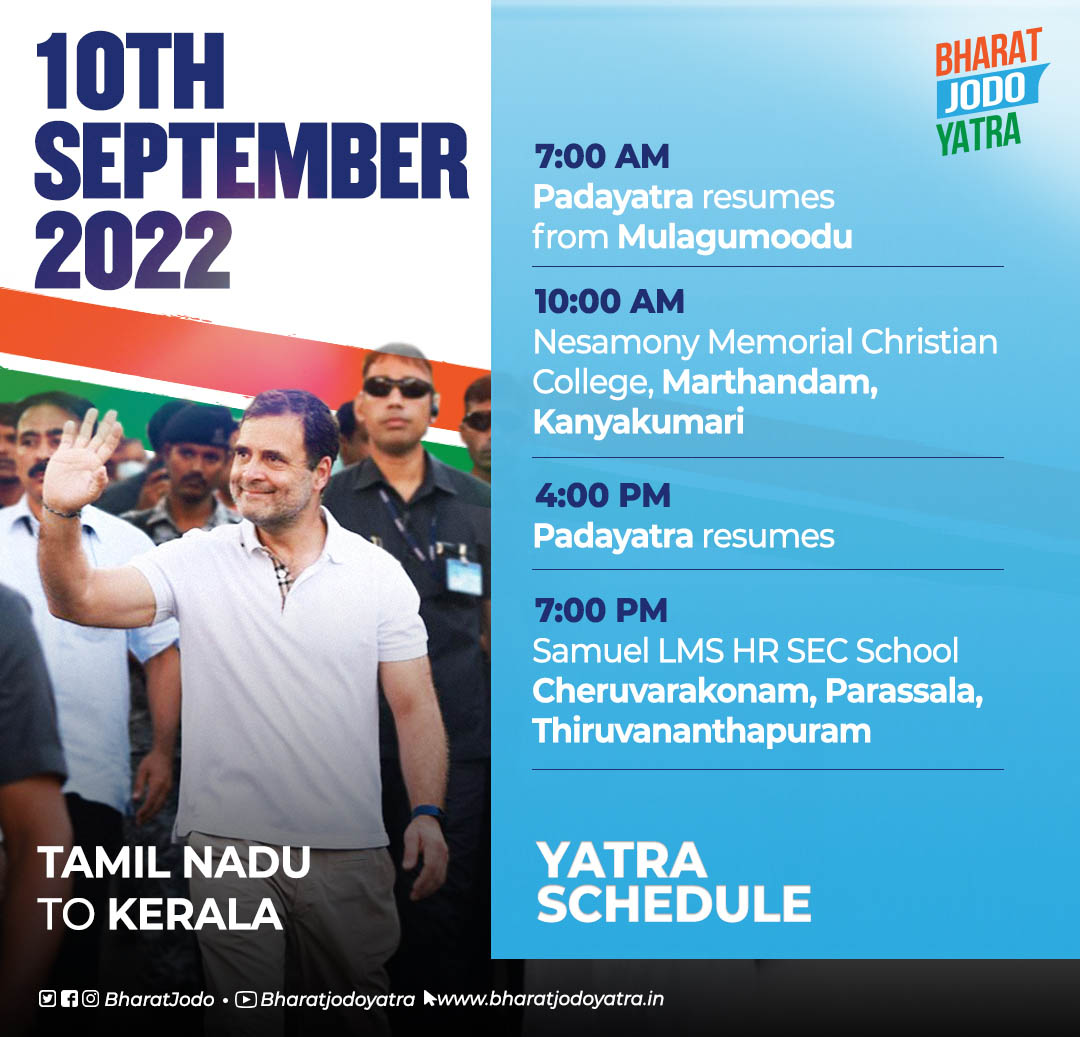 10TH
SEPTEMBER
2022
BHARAT
JODO
YATRA
7:00 AM
Padayatra resumes
from Mulagumoodu
10:00 AM
Nesamony Memorial Christian
College, Marthandam,
Kanyakumari
4:00 PM
Padayatra resumes
7:00 PM
Samuel LMS HR SEC School
Cheruvarakonam, Parassala,
Thiruvananthapuram
TAMIL NADU
TO KERALA
YATRA
SCHEDULE
BharatJodo • Bharatjodoyatra www.bharatjodoyatra.in